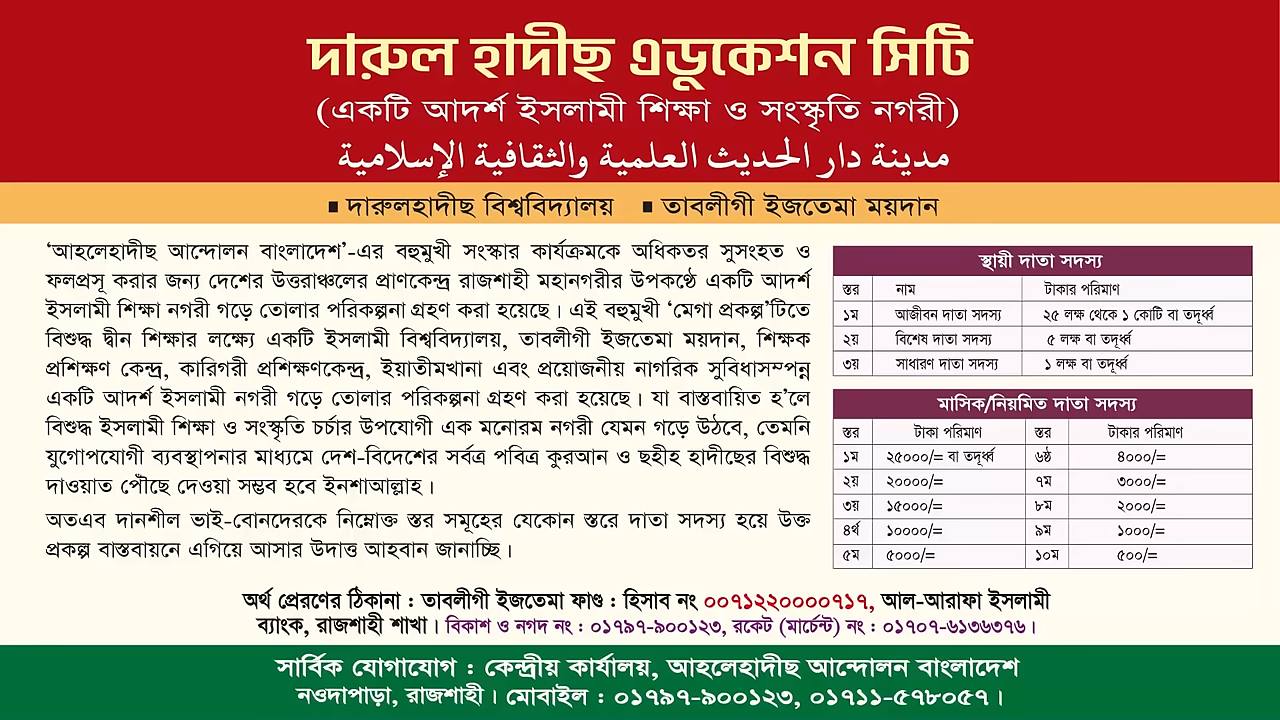 দারুল হাদীছ এডুকেশন সিটি
(একটি আদর্শ ইসলামী শিক্ষা ও সংস্কৃতি নগরী)
مدينة دار الحديث العلمية والثقافية الإسلامية
■ দারুলহাদীছ বিশ্ববিদ্যালয় ■ তাবলীগী ইজতেমা ময়দান
‘আহলেহাদীছ আন্দোলন বাংলাদেশ’-এর বহুমুখী সংস্কার কার্যক্রমকে অধিকতর সুসংহত ও
ফলপ্রসূ করার জন্য দেশের উত্তরাঞ্চলের প্রাণকেন্দ্র রাজশাহী মহানগরীর উপকণ্ঠে একটি আদর্শ
ইসলামী শিক্ষা নগরী গড়ে তোলার পরিকল্পনা গ্রহণ করা হয়েছে। এই বহুমুখী ‘মেগা প্রকল্প’টিতে
বিশুদ্ধ দ্বীন শিক্ষার লক্ষ্যে একটি ইসলামী বিশ্ববিদ্যালয়, তাবলীগী ইজতেমা ময়দান, শিক্ষক
প্রশিক্ষণ কেন্দ্র, কারিগরী প্রশিক্ষণকেন্দ্র, ইয়াতীমখানা এবং প্রয়োজনীয় নাগরিক সুবিধাসম্পন্ন
একটি আদর্শ ইসলামী নগরী গড়ে তোলার পরিকল্পনা গ্রহণ করা হয়েছে। যা বাস্তবায়িত হ’লে
বিশুদ্ধ ইসলামী শিক্ষা ও সংস্কৃতি চর্চার উপযোগী এক মনোরম নগরী যেমন গড়ে উঠবে, তেমনি
যুগোপযোগী ব্যবস্থাপনার মাধ্যমে দেশ-বিদেশের সর্বত্র পবিত্র কুরআন ও ছহীহ হাদীছের বিশুদ্ধ
দাওয়াত পৌছে দেওয়া সম্ভব হবে ইনশাআল্লাহ।
অতএব দানশীল ভাই-বোনদেরকে নিম্নোক্ত স্তর সমূহের যেকোন স্তরে দাতা সদস্য হয়ে উক্ত
প্রকল্প বাস্তবায়নে এগিয়ে আসার উদাত্ত আহবান জানাচ্ছি।
স্থায়ী দাতা সদস্য
স্তর নাম টাকার পরিমাণ
১ম আজীবন দাতা সদস্য ২৫ লক্ষ থেকে ১ কোটি বা তদূর্ধ্ব
২য় বিশেষ দাতা সদস্য ৫ লক্ষ বা তদূর্ধ্ব
৩য় সাধারণ দাতা সদস্য ১ লক্ষ বা তদূর্ধ্ব
মাসিক/নিয়মিত দাতা সদস্য
স্তর টাকা পরিমাণ স্তর টাকার পরিমাণ
১ম ২৫০০০/= বা তদূর্ধ্ব ৬ষ্ঠ ৪০০০/=
২য় ২০০০০/= ৭ম ৩০০০/=
৩য় ১৫০০০/= ৮ম ২০০০/=
৪র্থ ১০০০০/= ৯ম ১০০০/=
৫ম ৫০০০/= ১০ম ৫০০/=
অর্থ প্রেরণের ঠিকানা : তাবলীগী ইজতেমা ফাণ্ড : হিসাব নং ০০৭১২২০০০০৭১৭, আল-আরাফা ইসলামী
ব্যাংক, রাজশাহী শাখা। বিকাশ ও নগদ নং : ০১৭৯৭-৯০০১২৩, রকেট (মার্চেন্ট) নং : ০১৭০৭-৬১৩৬৩৭৬।
সার্বিক যোগাযোগ : কেন্দ্রীয় কার্যালয়, আহলেহাদীছ আন্দোলন বাংলাদেশ
নওদাপাড়া, রাজশাহী। মোবাইল : ০১৭৯৭-৯০০১২৩, ০১৭১১-৫৭৮০৫৭।